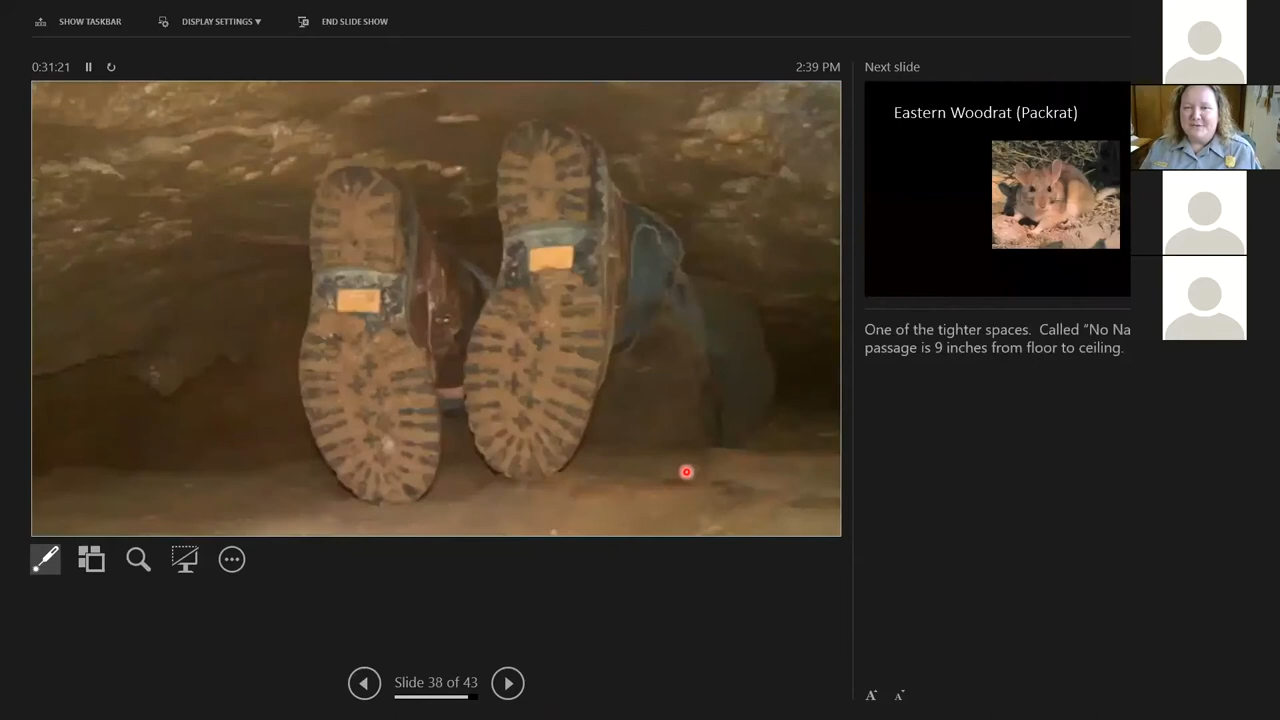 SHOW TASKBAR
DISPLAY SETTINGS ▼
END SLIDE SHOW
0:31:21
2:39 PM
Next slide
Eastern Woodrat (Packrat)
One of the tighter spaces.  Called "No Na
passage is 9 inches from floor to ceiling.
Slide 38 of 43
A
A